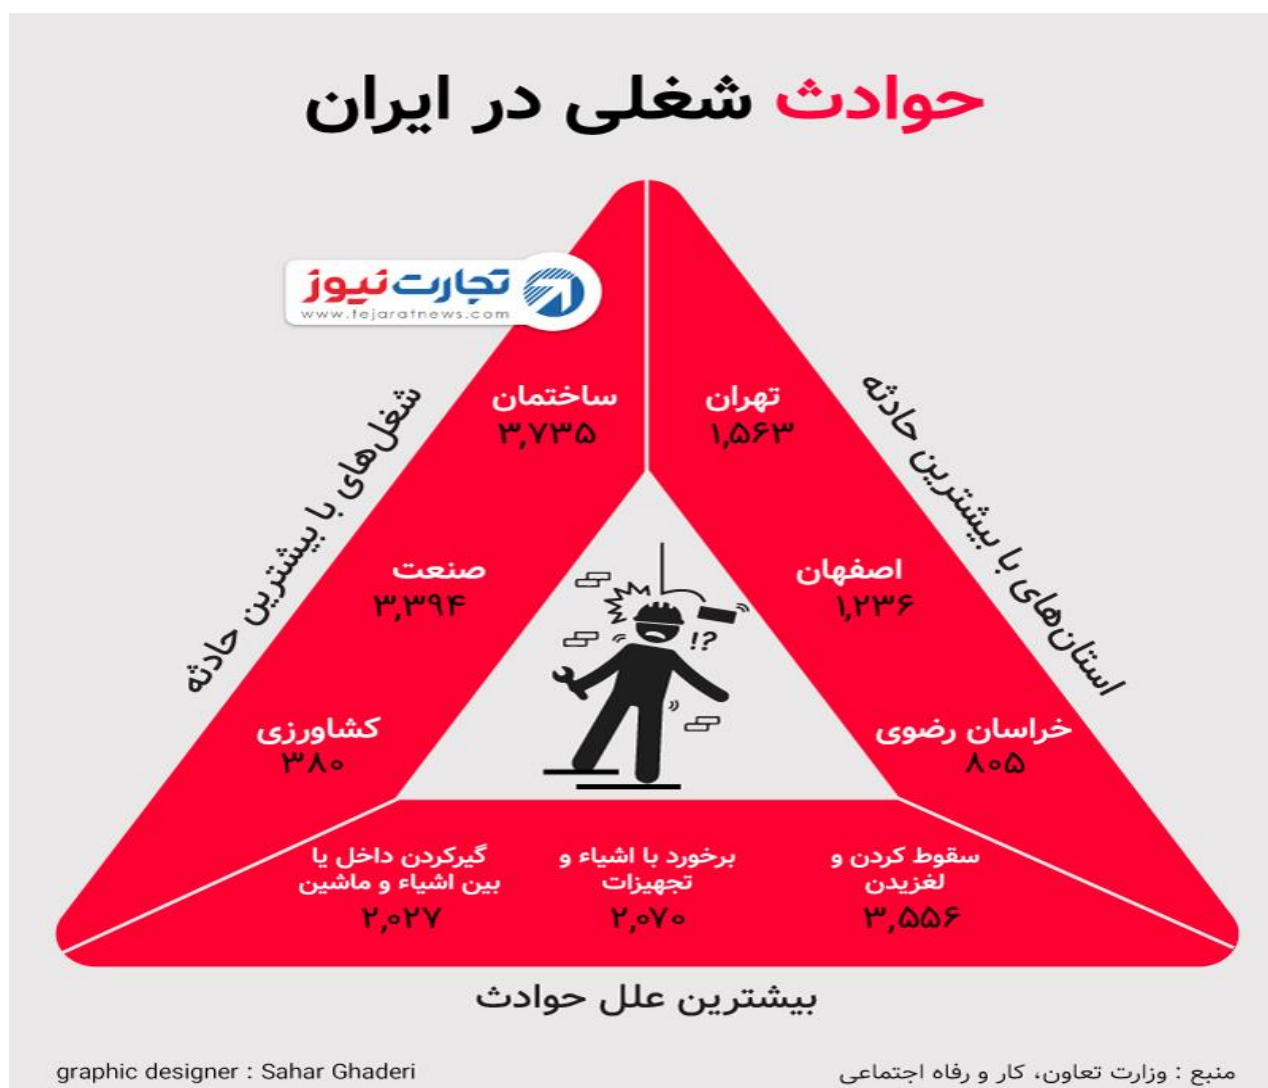 حوادث شغلی در ایران
تجارت‌نیوز
www.tejaratnews.com
شغل‌های با بیشترین حادثه
ساختمان
۳,۷۳۵
صنعت
۳,۳۹۴
کشاورزی
۳۸۰
استان‌های با بیشترین حادثه
تهران
۱,۵۶۳
اصفهان
۱,۲۳۶
خراسان رضوی
۸۰۵
!?
سقوط کردن و
لغزیدن
۳,۵۵۶
برخورد با اشیاء و
تجهیزات
۲,۰۷۰
گیرکردن داخل یا
بین اشیاء و ماشین
۲,۰۲۷
بیشترین علل حوادث
منبع : وزارت تعاون، کار و رفاه اجتماعی
graphic designer : Sahar Ghaderi